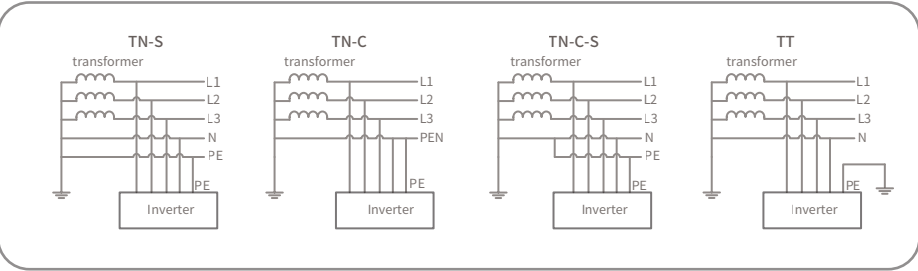 TN-S TN-C TN-C-S TT
transformer transformer transformer transformer
L1 L1 L1 L1
L2 L2 L2 L2
L3 L3 L3 L3
N PEN N N
PE PE
PE PE PE PE
Inverter Inverter Inverter Inverter